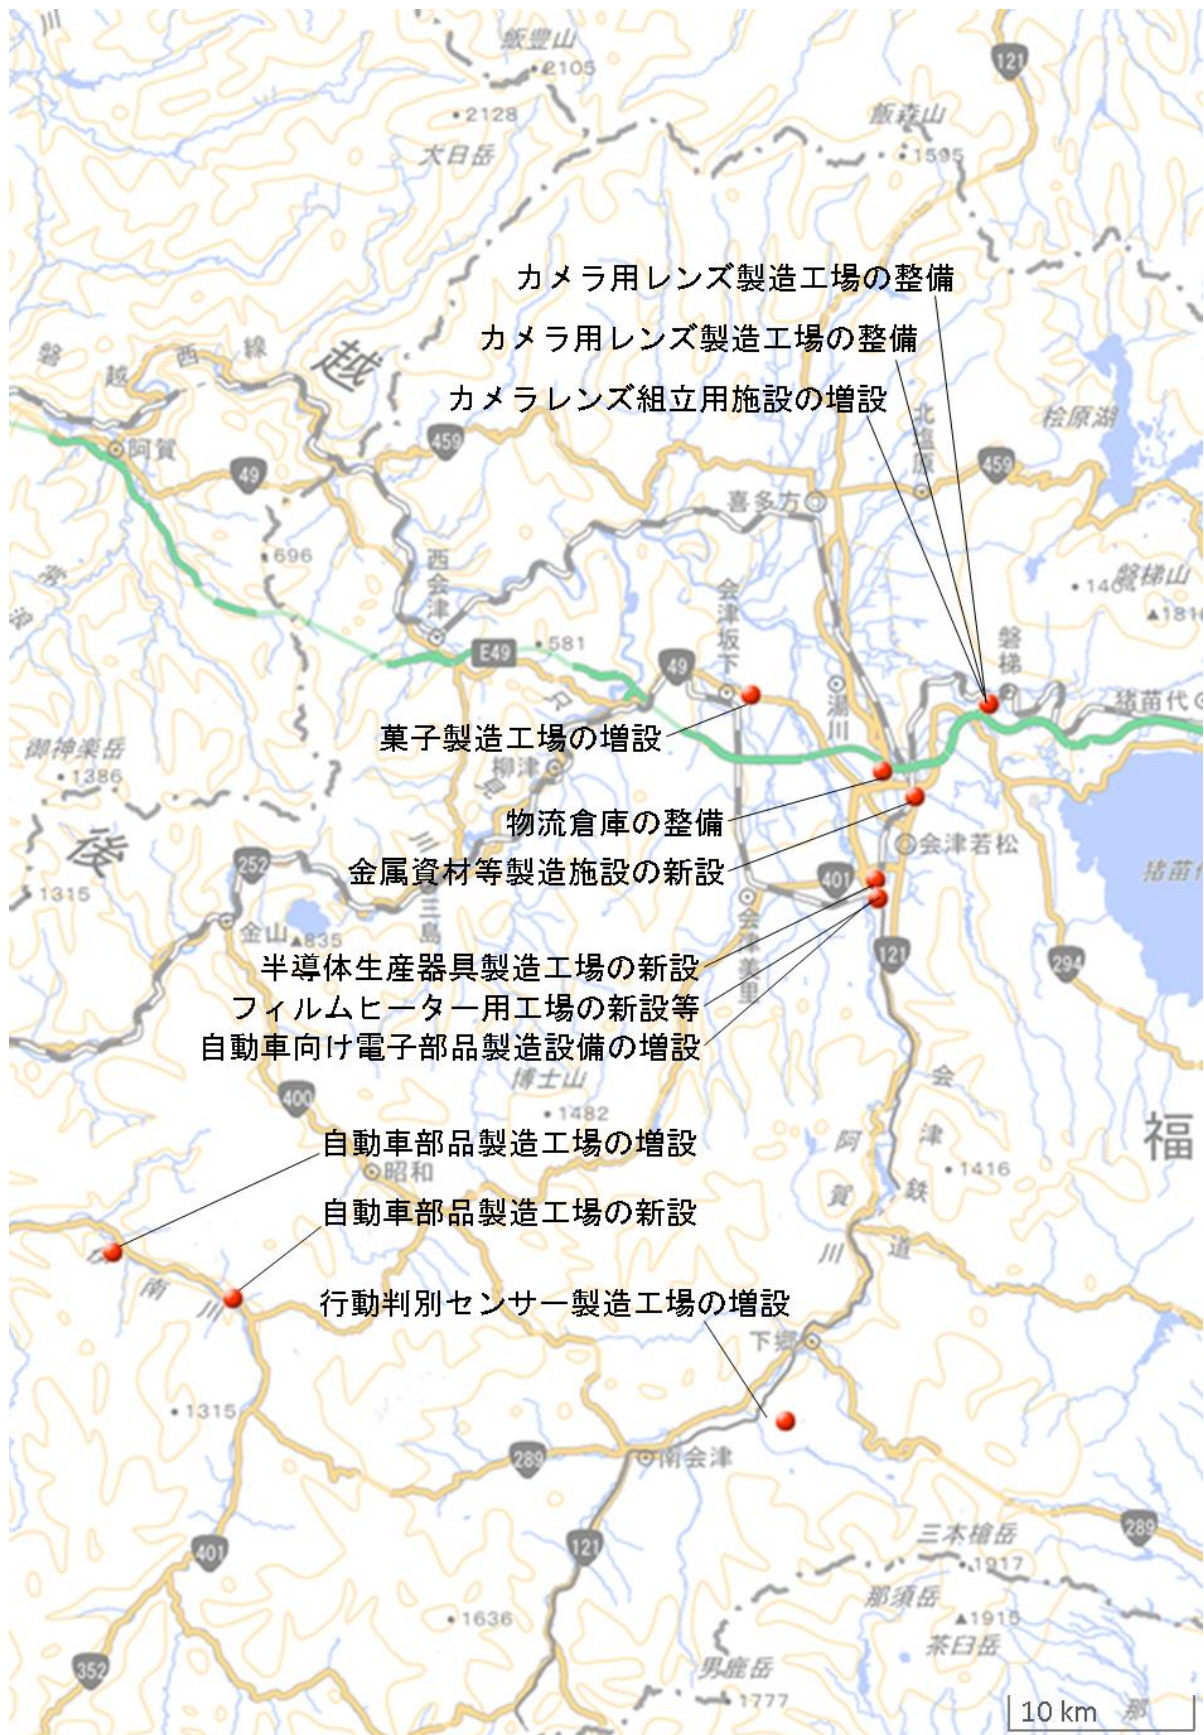 川
飯豊山
2105
121
2128
飯森山
大日岳
1595
カメラ用レンズ製造工場の整備
カメラ用レンズ製造工場の整備
磐越西線
越
カメラレンズ組立用施設の増設
北塩原
桧原湖
阿賀
459
459
49
喜多方
696
西会津
会津坂下
磐梯山
1404
1816
磐梯
E49
581
49
只
湯川
猪苗代
菓子製造工場の増設
御神楽岳
1386
柳津
見
物流倉庫の整備
川
後
会津若松
252
金属資材等製造施設の新設
401
猪苗代
1315
三島
会津美里
金山
835
121
294
半導体生産器具製造工場の新設
フィルムヒーター用工場の新設等
自動車向け電子部品製造設備の増設
博士山
会津鉄道
400
1482
福
自動車部品製造工場の増設
阿賀川
昭和
1416
自動車部品製造工場の新設
南川
行動判別センサー製造工場の増設
下郷
1315
289
南会津
401
121
三本槍岳
289
1917
那須岳
1636
1915
茶臼岳
352
男鹿岳
1777
10 km
那